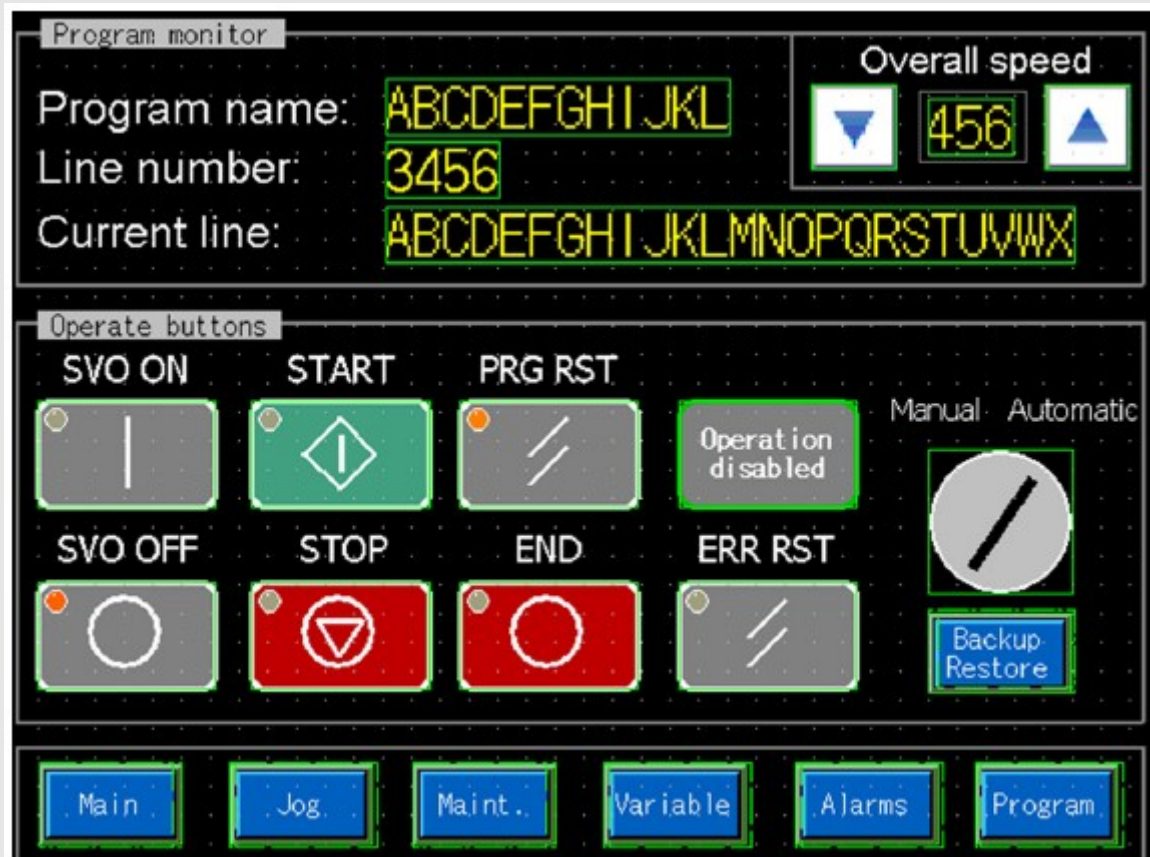 Program monitor
Overall speed
Program name: ABCDEFGHIJKL
456
Line number: 3456
Current line: ABCDEFGHIJKLMNOPQRSTUVWX
Operate buttons
SVO ON START PRG RST
Manual Automatic
Operation
disabled
SVO OFF STOP END ERR RST
Backup
Restore
Main Jog Maint. Variable Alarms Program